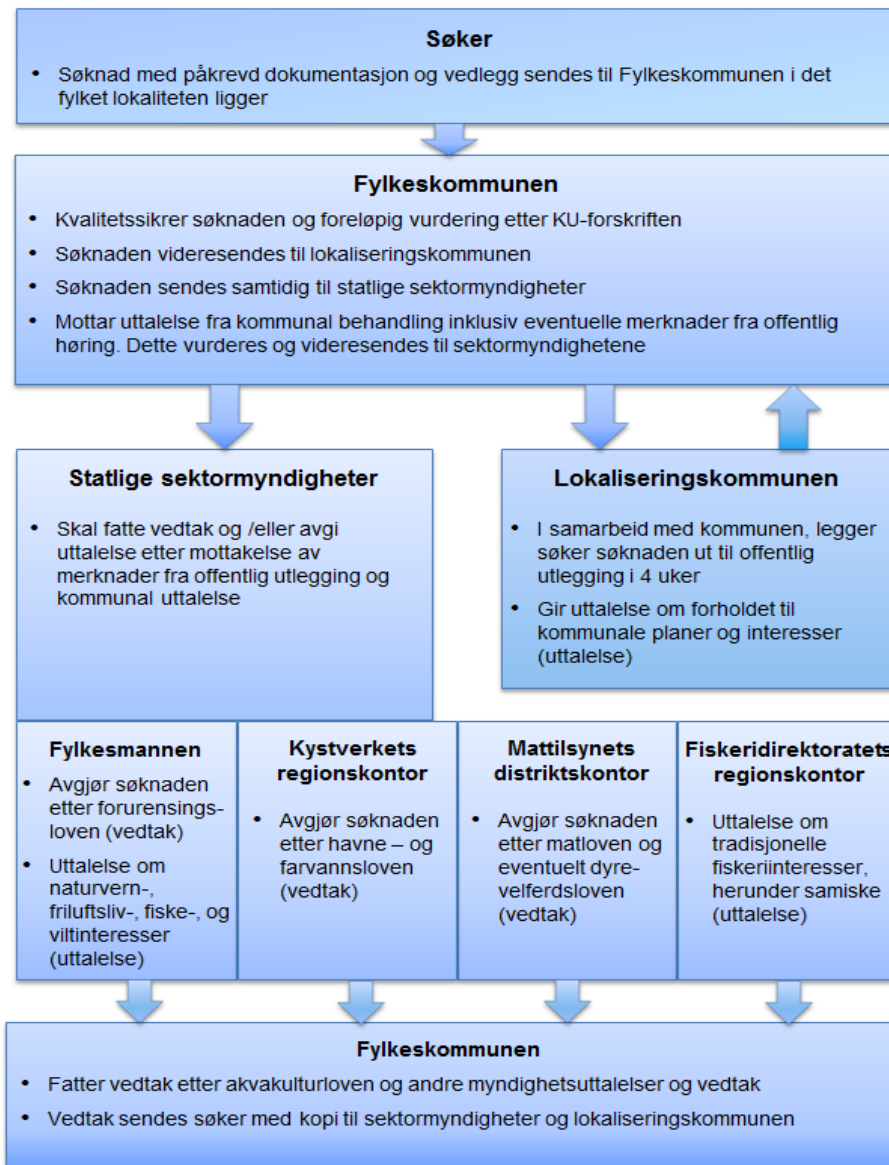 Søker
• Søknad med påkrevd dokumentasjon og vedlegg sendes til Fylkeskommunen i det
fylket lokaliteten ligger
Fylkeskommunen
• Kvalitetssikrer søknaden og foreløpig vurdering etter KU-forskriften
• Søknaden videresendes til lokaliseringskommunen
• Søknaden sendes samtidig til statlige sektormyndigheter
• Mottar uttalelse fra kommunal behandling inklusiv eventuelle merknader fra offentlig
høring. Dette vurderes og videresendes til sektormyndighetene
Statlige sektormyndigheter
• Skal fatte vedtak og /eller avgi
uttalelse etter mottakelse av
merknader fra offentlig utlegging og
kommunal uttalelse
Lokaliseringskommunen
• I samarbeid med kommunen, legger
søker søknaden ut til offentlig
utlegging i 4 uker
• Gir uttalelse om forholdet til
kommunale planer og interesser
(uttalelse)
Fylkesmannen
• Avgjør søknaden
etter forurensings-
loven (vedtak)
• Uttalelse om
naturvern-,
friluftsliv-, fiske-, og
viltinteresser
(uttalelse)
Kystverkets
regionskontor
• Avgjør søknaden
etter havne – og
farvannsloven
(vedtak)
Mattilsynets
distriktskontor
• Avgjør søknaden
etter matloven og
eventuelt dyre-
velferdsloven
(vedtak)
Fiskeridirektoratets
regionskontor
• Uttalelse om
tradisjonelle
fiskeriinteresser,
herunder samiske
(uttalelse)
Fylkeskommunen
• Fatter vedtak etter akvakulturloven og andre myndighetsuttalelser og vedtak
• Vedtak sendes søker med kopi til sektormyndigheter og lokaliseringskommunen